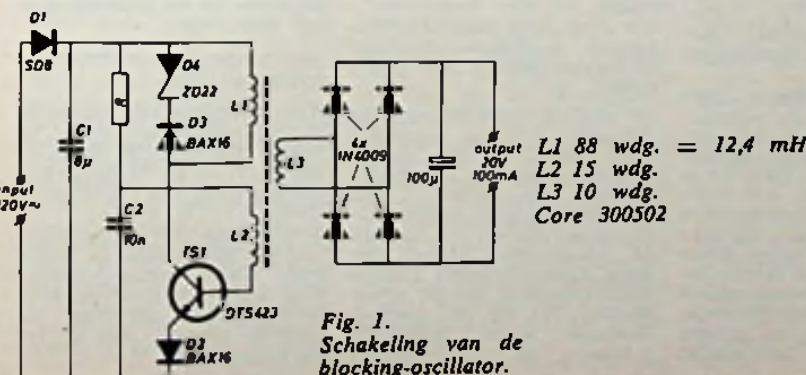 D1
SD8
C1
8µ
R
D4
ZD22
D3
BAX16
L1
L3
4x
1N4009
100µ
output
20V
100mA
L1 88 wdg. = 12,4 mH
L2 15 wdg.
L3 10 wdg.
Core 300502
input
220V~
C2
10n
L2
TS1
DTS423
D2
BAX16
Fig. 1.
Schakeling van de
blocking-oscillator.